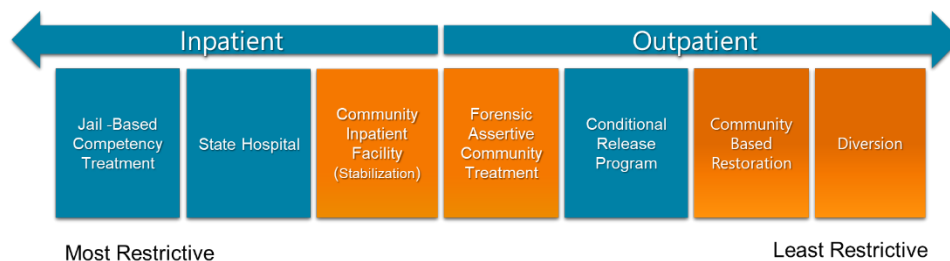 Inpatient
Outpatient
Jail -Based
Competency
Treatment
State Hospital
Community
Inpatient
Facility
(Stabilization)
Forensic
Assertive
Community
Treatment
Conditional
Release
Program
Community
Based
Restoration
Diversion
Most Restrictive
Least Restrictive